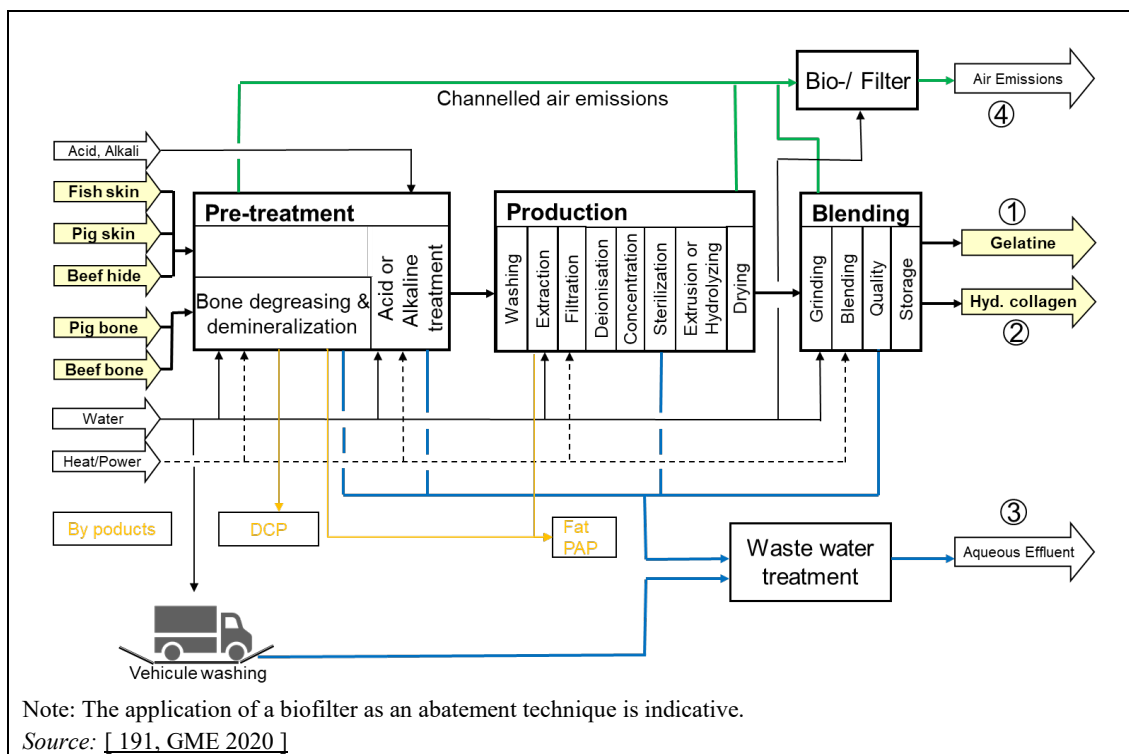 Bio-/ Filter
Air Emissions
④
Channelled air emissions
Acid, Alkali
Fish skin
Pig skin
Beef hide
Pig bone
Beef bone
Water
Heat/Power
Pre-treatment
Bone degreasing &
demineralization
Acid or
Alkaline
treatment
Production
Washing
Extraction
Filtration
Deionisation
Concentration
Sterilization
Extrusion or
Hydrolyzing
Drying
Blending
Grinding
Blending
Quality
Storage
①
Gelatine
Hyd. collagen
②
By poducts
DCP
Fat
PAP
Waste water
treatment
③
Aqueous Effluent
Vehicule washing
Note: The application of a biofilter as an abatement technique is indicative.
Source: [ 191, GME 2020 ]